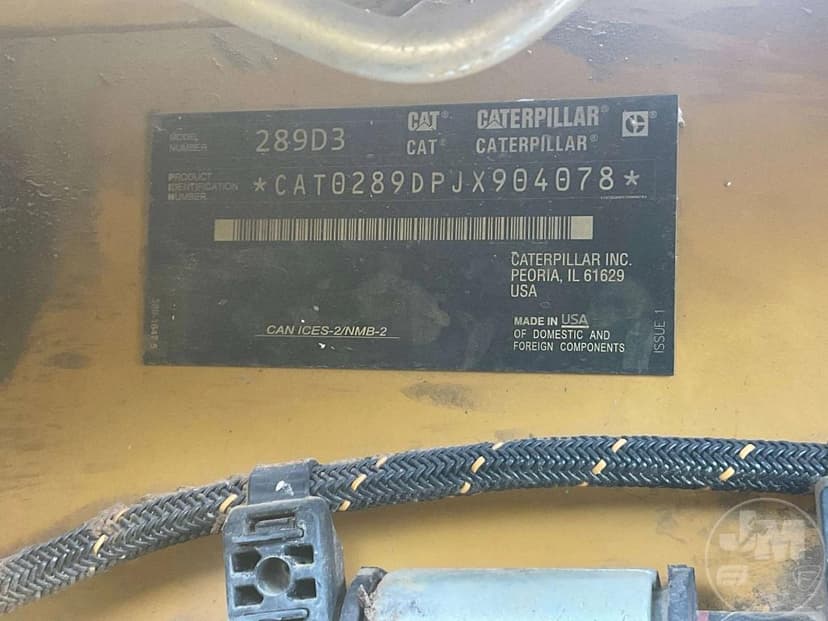 MODEL NUMBER 289D3 CAT® CATERPILLAR®
CAT® CATERPILLAR®
PRODUCT IDENTIFICATION NUMBER *CAT0289DPJX904078*
CATERPILLAR INC.
PEORIA, IL 61629
USA
CAN ICES-2/NMB-2
MADE IN USA
OF DOMESTIC AND
FOREIGN COMPONENTS
ISSUE 1
JM